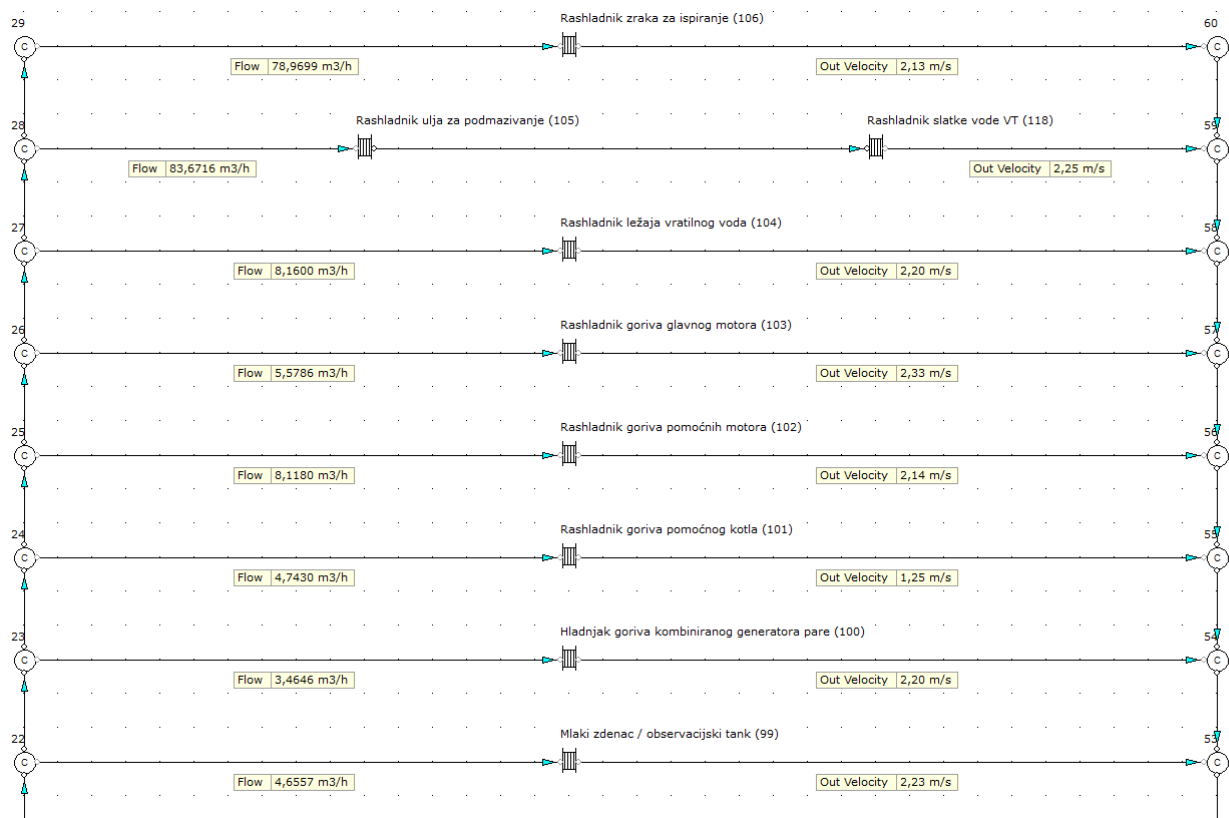 29
Rashladnik zraka za ispiranje (106)
60
C
C
Flow 78,9699 m3/h
Out Velocity 2,13 m/s
28
Rashladnik ulja za podmazivanje (105)
Rashladnik slatke vode VT (118)
59
C
C
Flow 83,6716 m3/h
Out Velocity 2,25 m/s
27
Rashladnik ležaja vratilnog voda (104)
58
C
C
Flow 8,1600 m3/h
Out Velocity 2,20 m/s
26
Rashladnik goriva glavnog motora (103)
57
C
C
Flow 5,5786 m3/h
Out Velocity 2,33 m/s
25
Rashladnik goriva pomoćnih motora (102)
56
C
C
Flow 8,1180 m3/h
Out Velocity 2,14 m/s
24
Rashladnik goriva pomoćnog kotla (101)
55
C
C
Flow 4,7430 m3/h
Out Velocity 1,25 m/s
23
Hladnjak goriva kombiniranog generatora pare (100)
54
C
C
Flow 3,4646 m3/h
Out Velocity 2,20 m/s
22
Mlaki zdenac / observacijski tank (99)
53
C
C
Flow 4,6557 m3/h
Out Velocity 2,23 m/s